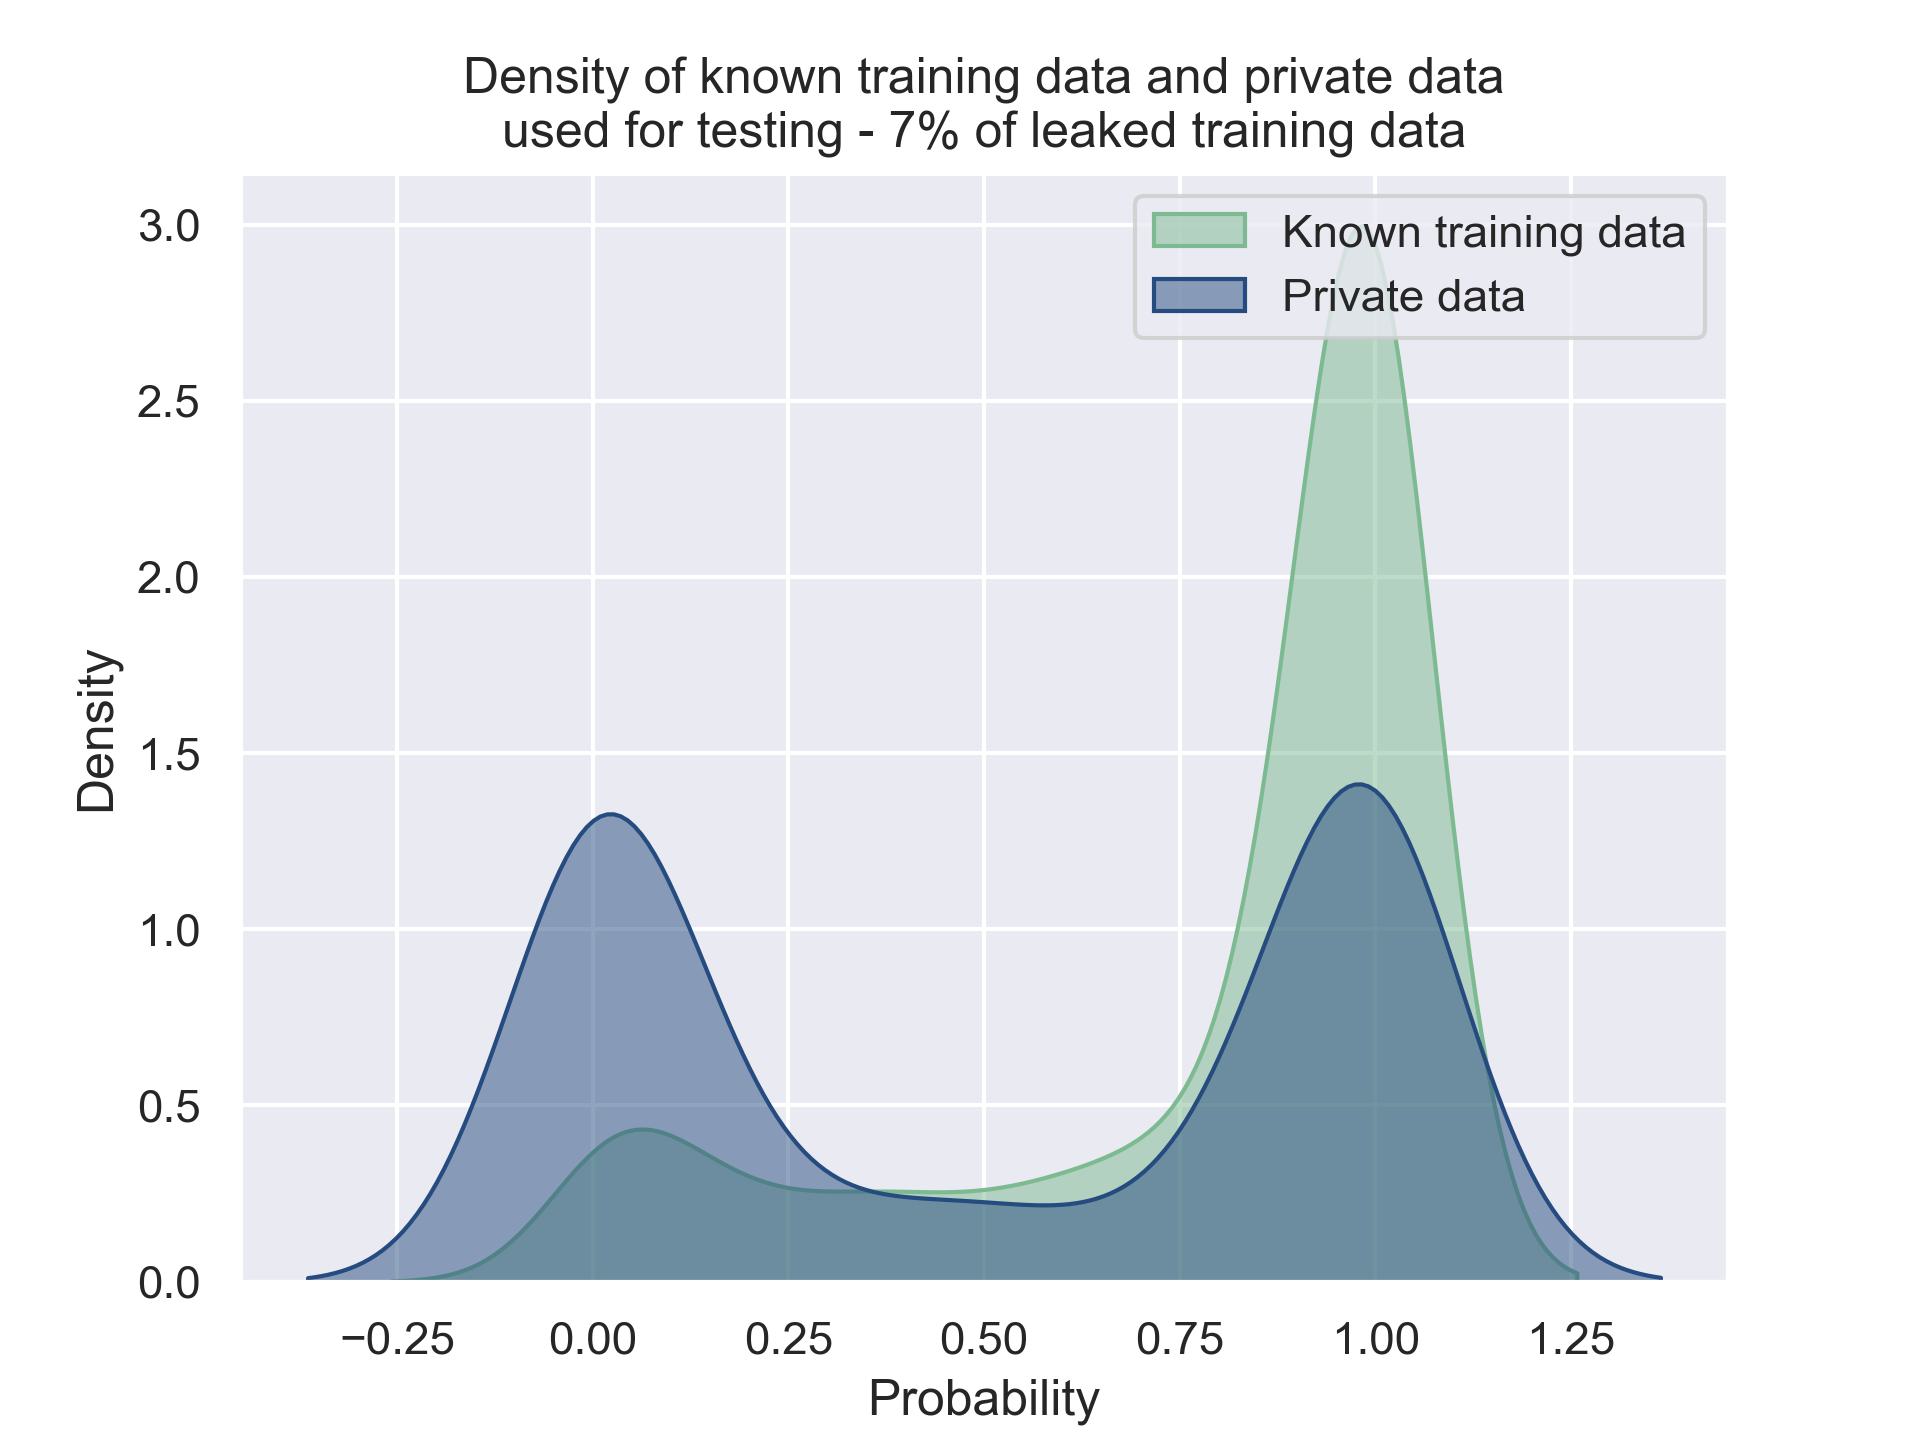 Density of known training data and private data
used for testing - 7% of leaked training data
Known training data
Private data
3.0
2.5
2.0
1.5
1.0
0.5
0.0
Density
−0.25 0.00 0.25 0.50 0.75 1.00 1.25
Probability